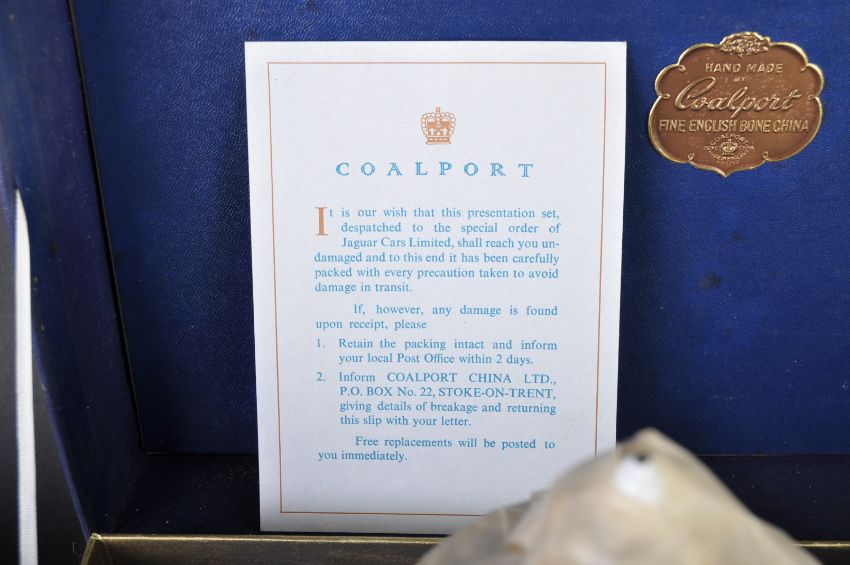 COALPORT
It is our wish that this presentation set,
despatched to the special order of
Jaguar Cars Limited, shall reach you un-
damaged and to this end it has been carefully
packed with every precaution taken to avoid
damage in transit.
If, however, any damage is found
upon receipt, please
1. Retain the packing intact and inform
your local Post Office within 2 days.
2. Inform COALPORT CHINA LTD.,
P.O. BOX No. 22, STOKE-ON-TRENT,
giving details of breakage and returning
this slip with your letter.
Free replacements will be posted to
you immediately.
HAND MADE
BY
Coalport
FINE ENGLISH BONE CHINA
COALPORT